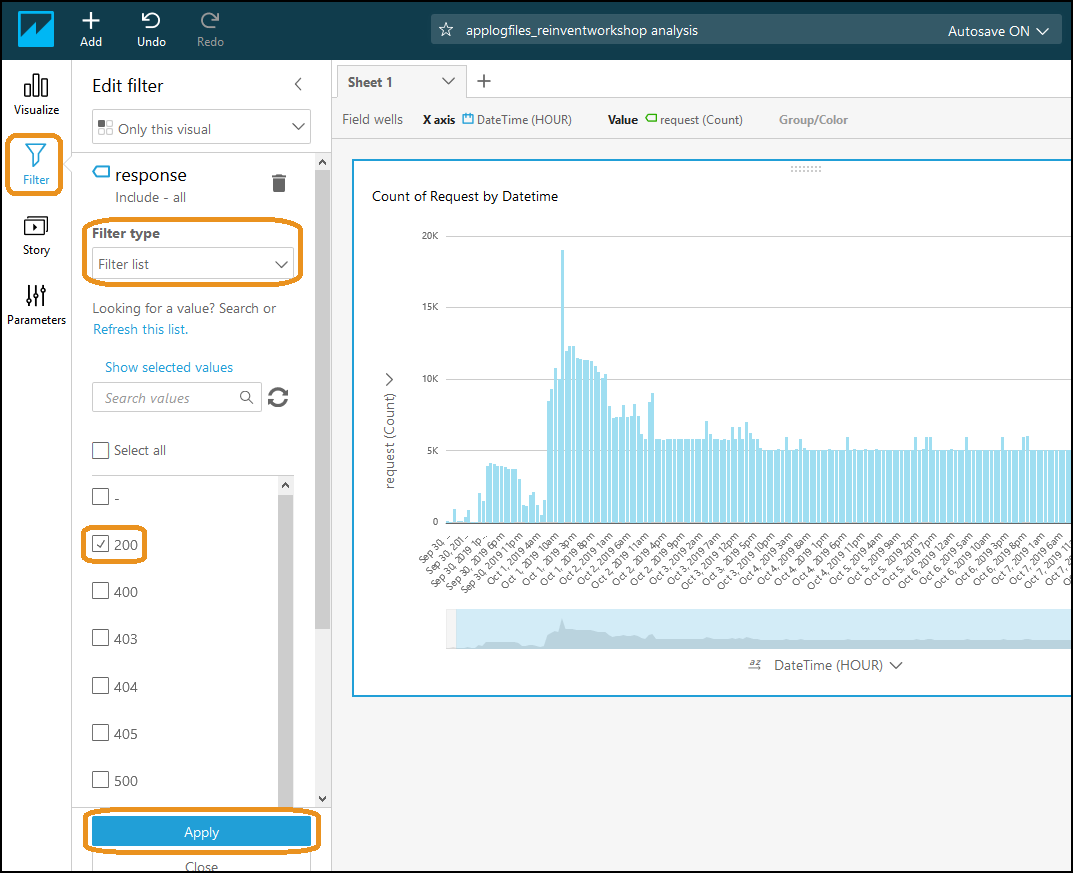 Add
Undo
Redo
applogfiles_reinventworkshop analysis
Autosave ON
Visualize
Filter
Story
Parameters
Edit filter
Only this visual
response
Include - all
Filter type
Filter list
Looking for a value? Search or
Refresh this list.
Show selected values
Search values
Select all
-
200
400
403
404
405
500
Apply
Close
Sheet 1
Field wells X axis DateTime (HOUR) Value request (Count) Group/Color
Count of Request by Datetime
20K
15K
10K
5K
0
request (Count)
Sep 30, ...
Sep 30, 201...
Sep 30, 2019 1p...
Sep 30, 2019 6pm
Sep 30, 2019 11pm
Oct 1, 2019 4am
Oct 1, 2019 10am
Oct 1, 2019 3pm
Oct 1, 2019 8pm
Oct 2, 2019 1am
Oct 2, 2019 6am
Oct 2, 2019 11am
Oct 2, 2019 4pm
Oct 2, 2019 9pm
Oct 3, 2019 2am
Oct 3, 2019 7am
Oct 3, 2019 12pm
Oct 3, 2019 5pm
Oct 3, 2019 10pm
Oct 4, 2019 3am
Oct 4, 2019 8am
Oct 4, 2019 1pm
Oct 4, 2019 6pm
Oct 4, 2019 11pm
Oct 5, 2019 4am
Oct 5, 2019 9am
Oct 5, 2019 2pm
Oct 5, 2019 7pm
Oct 6, 2019 12am
Oct 6, 2019 5am
Oct 6, 2019 10am
Oct 6, 2019 3pm
Oct 6, 2019 8pm
Oct 7, 2019 1am
Oct 7, 2019 6am
az DateTime (HOUR)